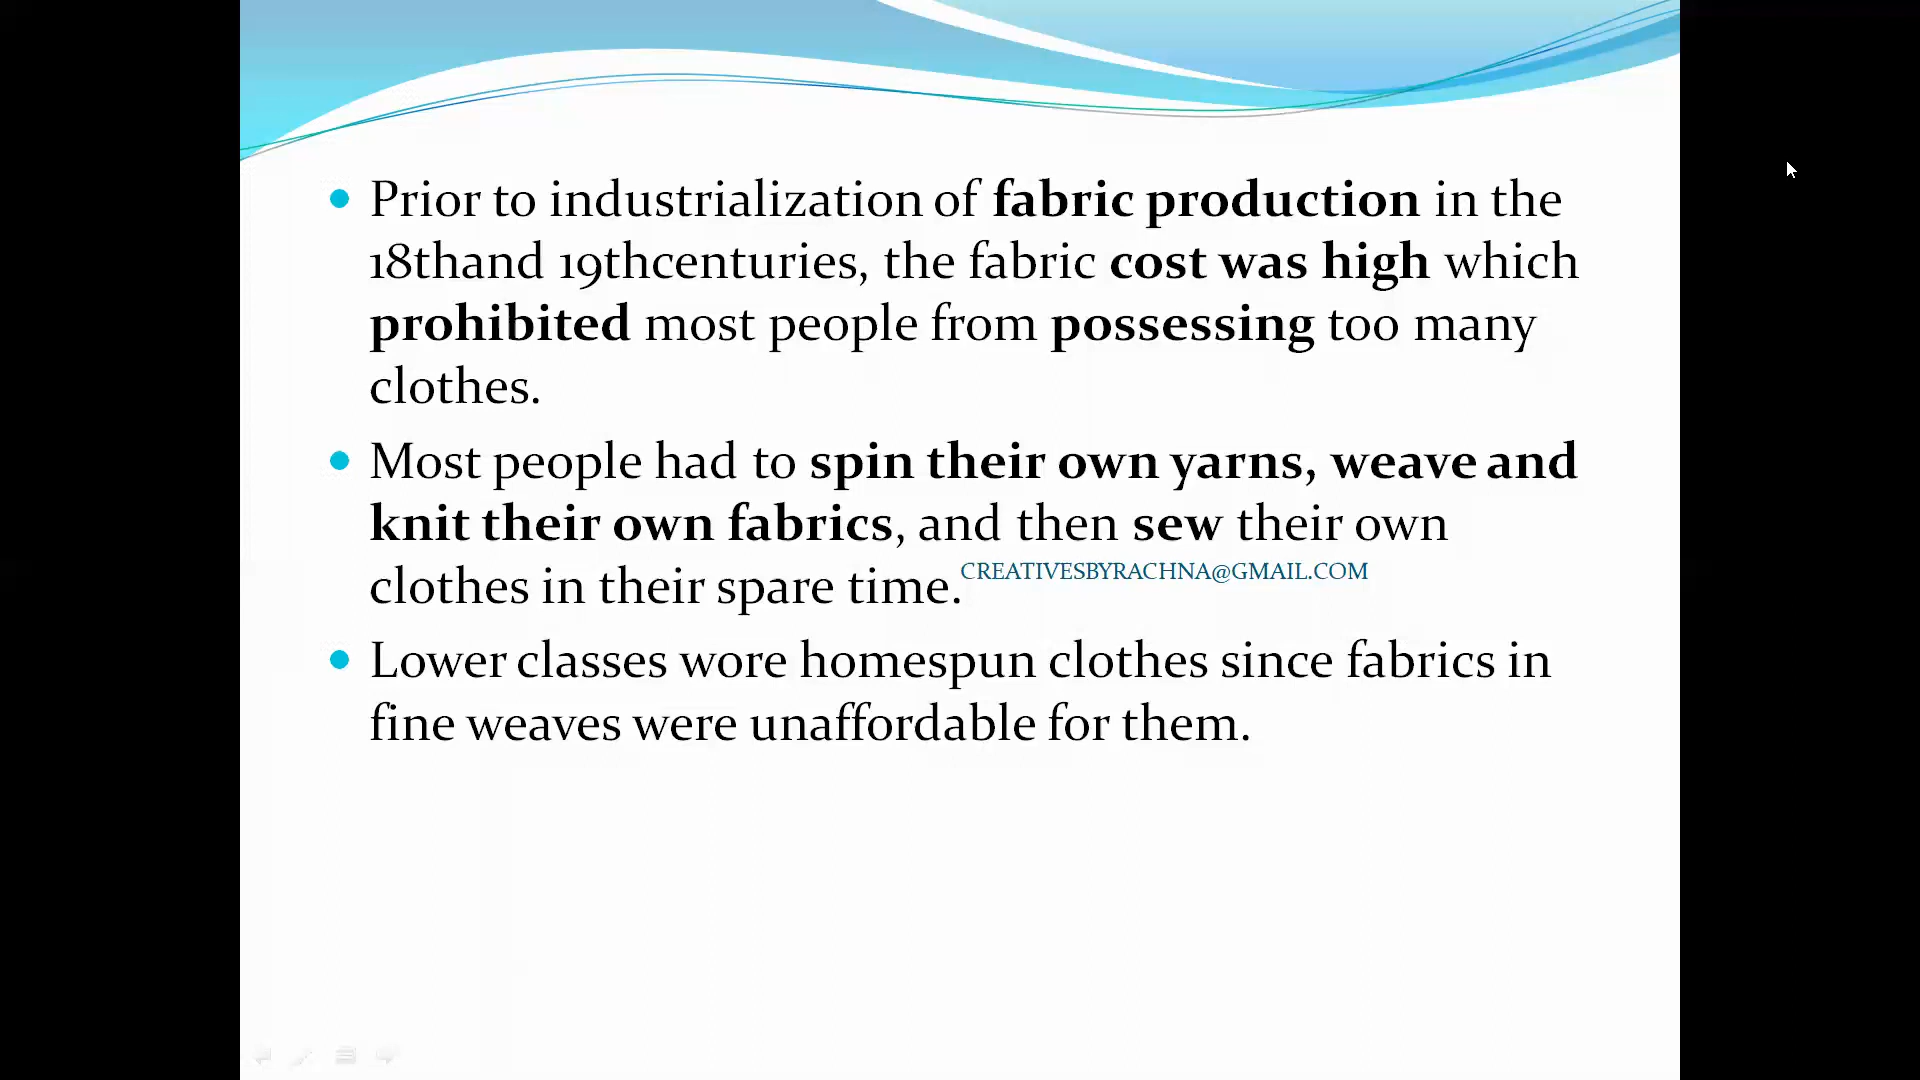 Prior to industrialization of fabric production in the
18thand 19thcenturies, the fabric cost was high which
prohibited most people from possessing too many
clothes.
Most people had to spin their own yarns, weave and
knit their own fabrics, and then sew their own
clothes in their spare time. CREATIVESBYRACHNA@GMAIL.COM
Lower classes wore homespun clothes since fabrics in
fine weaves were unaffordable for them.